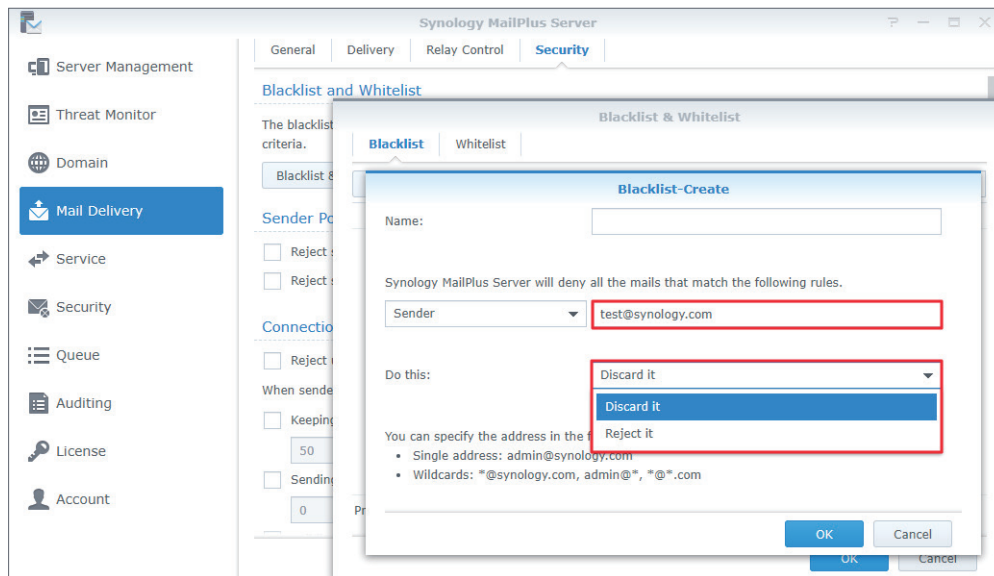 Synology MailPlus Server
General Delivery Relay Control Security
Server Management
Threat Monitor
Domain
Mail Delivery
Service
Security
Queue
Auditing
License
Account
Blacklist and Whitelist
The blacklist
criteria.
Blacklist &
Sender Po
Reject
Reject
Connectio
Reject
When sende
Keeping
50
Sending
0
Blacklist & Whitelist
Blacklist Whitelist
Pr
OK Cancel
Blacklist-Create
Name:
Synology MailPlus Server will deny all the mails that match the following rules.
Sender test@synology.com
Do this: Discard it
Discard it
Reject it
You can specify the address in the f
• Single address: admin@synology.com
• Wildcards: *@synology.com, admin@*, *@*.com
OK Cancel